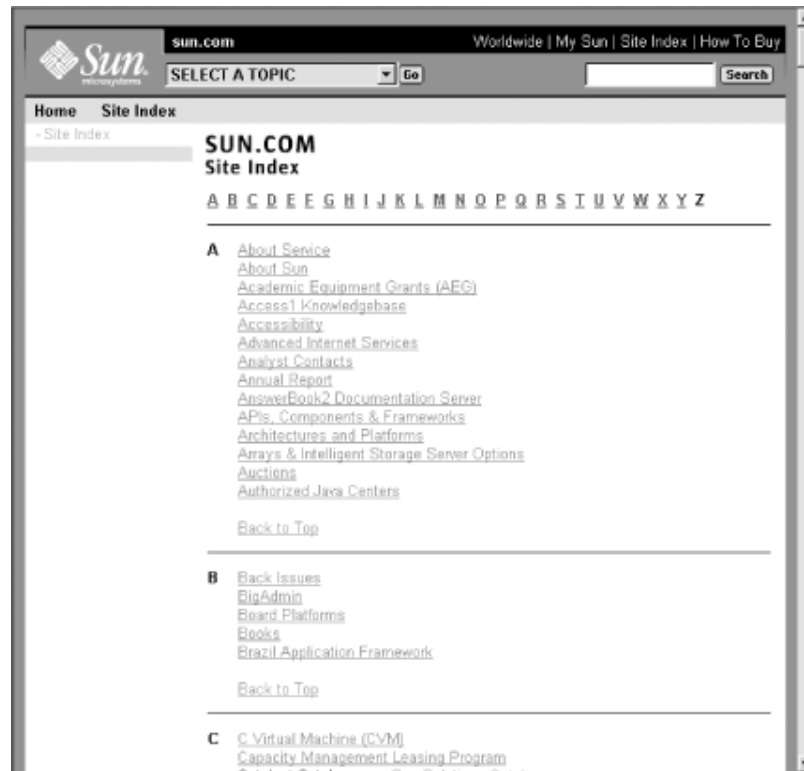 sun.com
Worldwide | My Sun | Site Index | How To Buy
Sun
microsystems
SELECT A TOPIC
Go
Search
Home Site Index
- Site Index
SUN.COM
Site Index
A B C D E F G H I J K L M N O P Q R S T U V W X Y Z
A About Service
About Sun
Academic Equipment Grants (AEG)
Access1 Knowledgebase
Accessibility
Advanced Internet Services
Analyst Contacts
Annual Report
AnswerBook2 Documentation Server
APIs, Components & Frameworks
Architectures and Platforms
Arrays & Intelligent Storage Server Options
Auctions
Authorized Java Centers
Back to Top
B Back Issues
BigAdmin
Board Platforms
Books
Brazil Application Framework
Back to Top
C C Virtual Machine (CVM)
Capacity Management Leasing Program